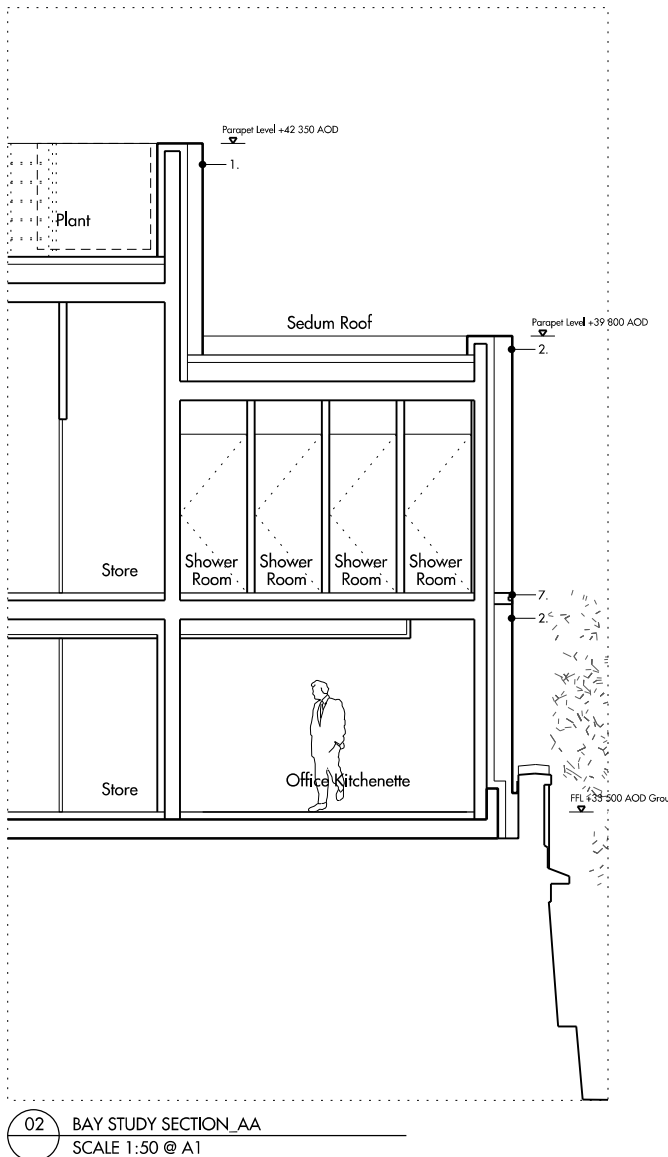 Parapet Level +42 350 AOD
1.
Plant
Sedum Roof
Parapet Level +39 800 AOD
2.
Store
Shower Room
Shower Room
Shower Room
Shower Room
7.
2.
Store
Office Kitchenette
FFL +33 500 AOD Grou
02
BAY STUDY SECTION_AA
SCALE 1:50 @ A1